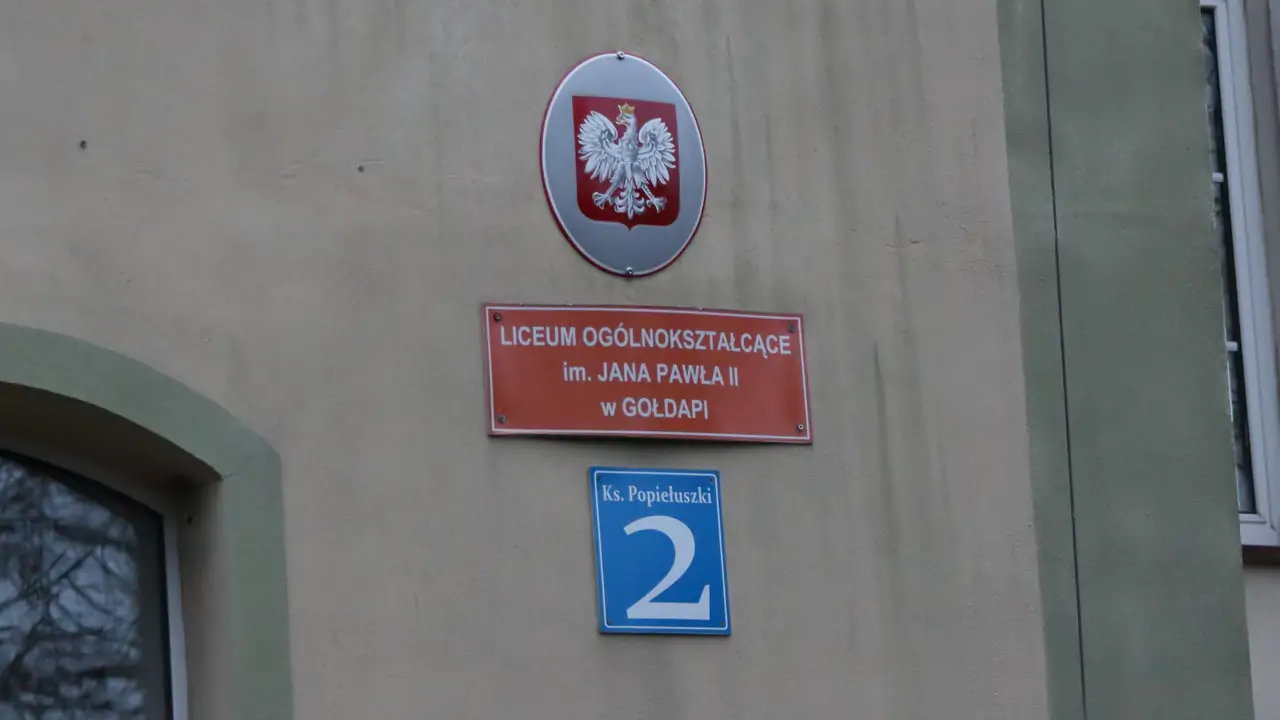 LICEUM OGÓLNOKSZTAŁCĄCE
im. JANA PAWŁA II
w GOŁDAPI
Ks. Popiełuszki
2